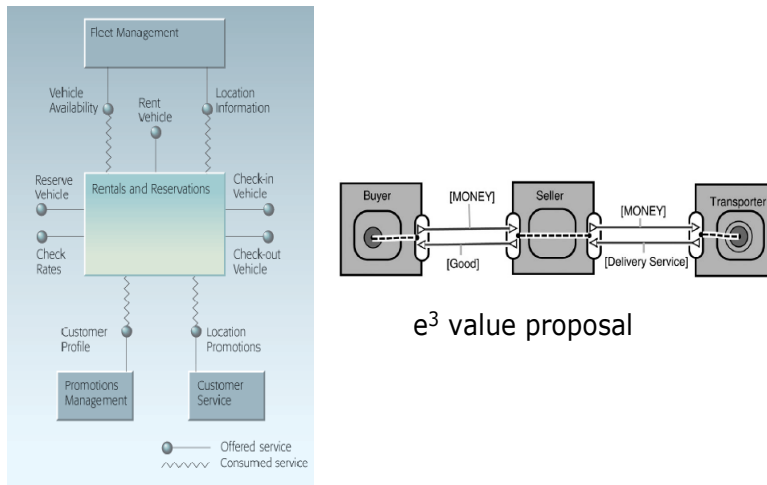 Fleet Management
Vehicle
Availability
Rent
Vehicle
Location
Information
Reserve
Vehicle
Rentals and Reservations
Check-in
Vehicle
Check
Rates
Check-out
Vehicle
Customer
Profile
Location
Promotions
Promotions
Management
Customer
Service
Offered service
Consumed service
Buyer
[MONEY]
Seller
[MONEY]
Transporter
[Good]
[Delivery Service]
e³ value proposal